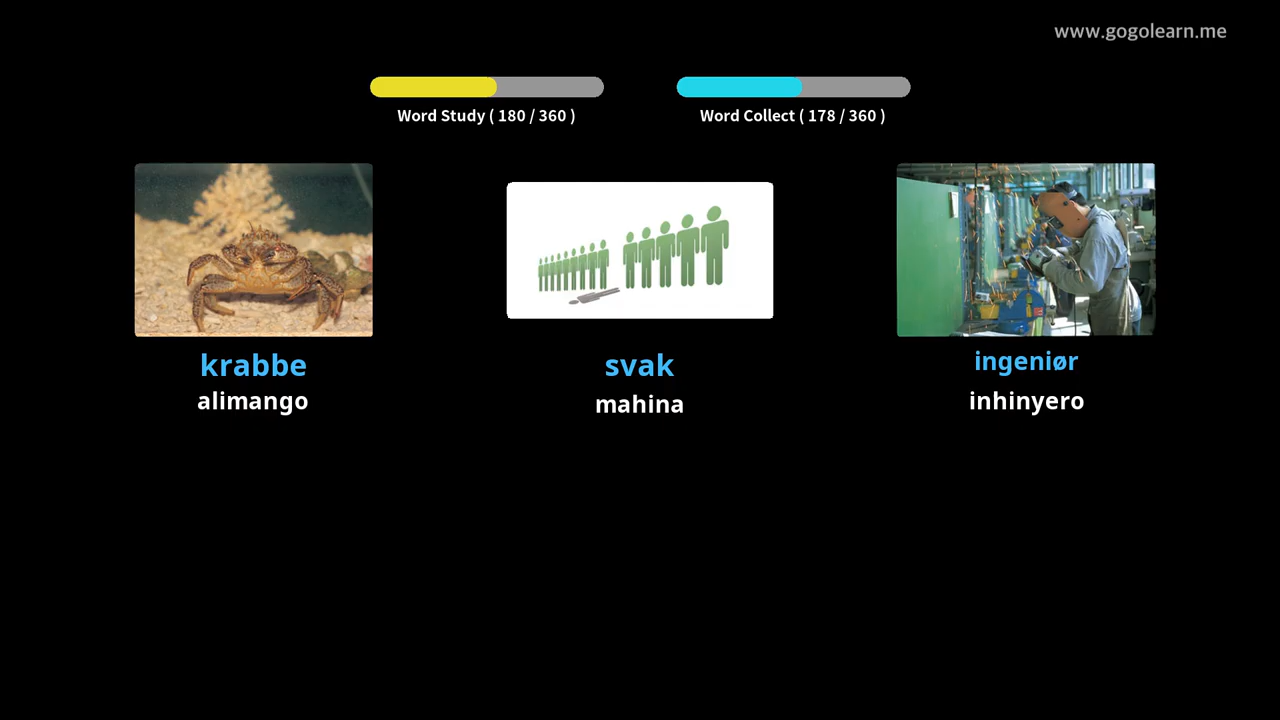 www.gogolearn.me
Word Study ( 180 / 360 )
Word Collect ( 178 / 360 )
krabbe
alimango
svak
mahina
ingeniør
inhinyero